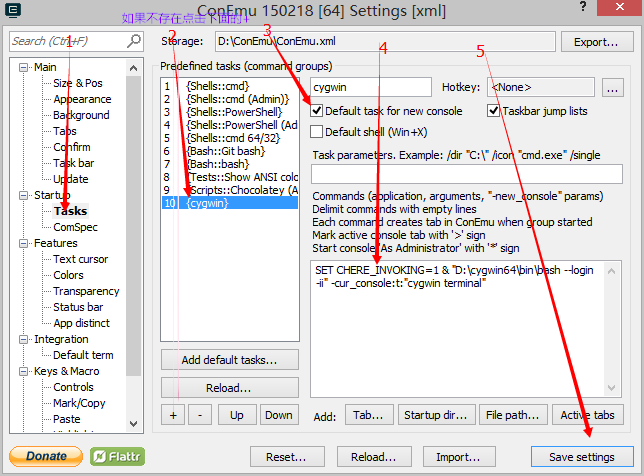 ConEmu 150218 [64] Settings [xml]
如果不存在点击下面的+
1
2
3
4
5
Search (Ctrl+F)
Storage:
D:\ConEmu\ConEmu.xml
Export...
Main
Size & Pos
Appearance
Background
Tabs
Confirm
Task bar
Update
Startup
Tasks
ComSpec
Features
Text cursor
Colors
Transparency
Status bar
App distinct
Integration
Default term
Keys & Macro
Controls
Mark/Copy
Paste
Predefined tasks (command groups)
1 {Shells::cmd}
2 {Shells::cmd (Admin)}
3 {Shells::PowerShell}
4 {Shells::PowerShell (Ad
5 {Shells::cmd 64/32}
6 {Bash::Git bash}
7 {Bash::bash}
8 {Tests::Show ANSI colo
9 {Scripts::Chocolatey (A
10 {cygwin}
Add default tasks...
Reload...
+
-
Up
Down
cygwin
Hotkey:
<None>
...
Default task for new console
Taskbar jump lists
Default shell (Win+X)
Task parameters. Example: /dir "C:\" /icon "cmd.exe" /single
Commands (application, arguments, "-new_console" params)
Delimit commands with empty lines
Each command creates tab in ConEmu when group started
Mark active console tab with '>' sign
Start console 'As Administrator' with '*' sign
SET CHERE_INVOKING=1 & "D:\cygwin64\bin\bash --login
-ii" -cur_console:t:"cygwin terminal"
Add:
Tab...
Startup dir...
File path...
Active tabs
Donate
Flattr
Reset...
Reload...
Import...
Save settings